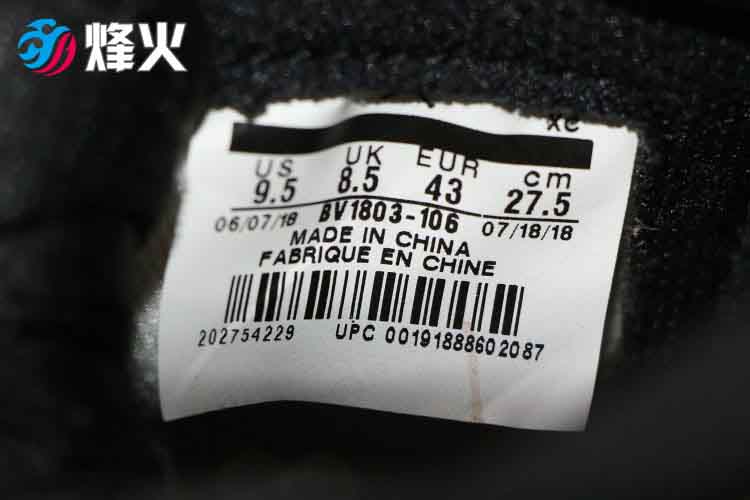 烽火
XC
US UK EUR cm
9.5 8.5 43 27.5
06/07/18 BV1803-106 07/18/18
MADE IN CHINA
FABRIQUE EN CHINE
202754229 UPC 00191888602087